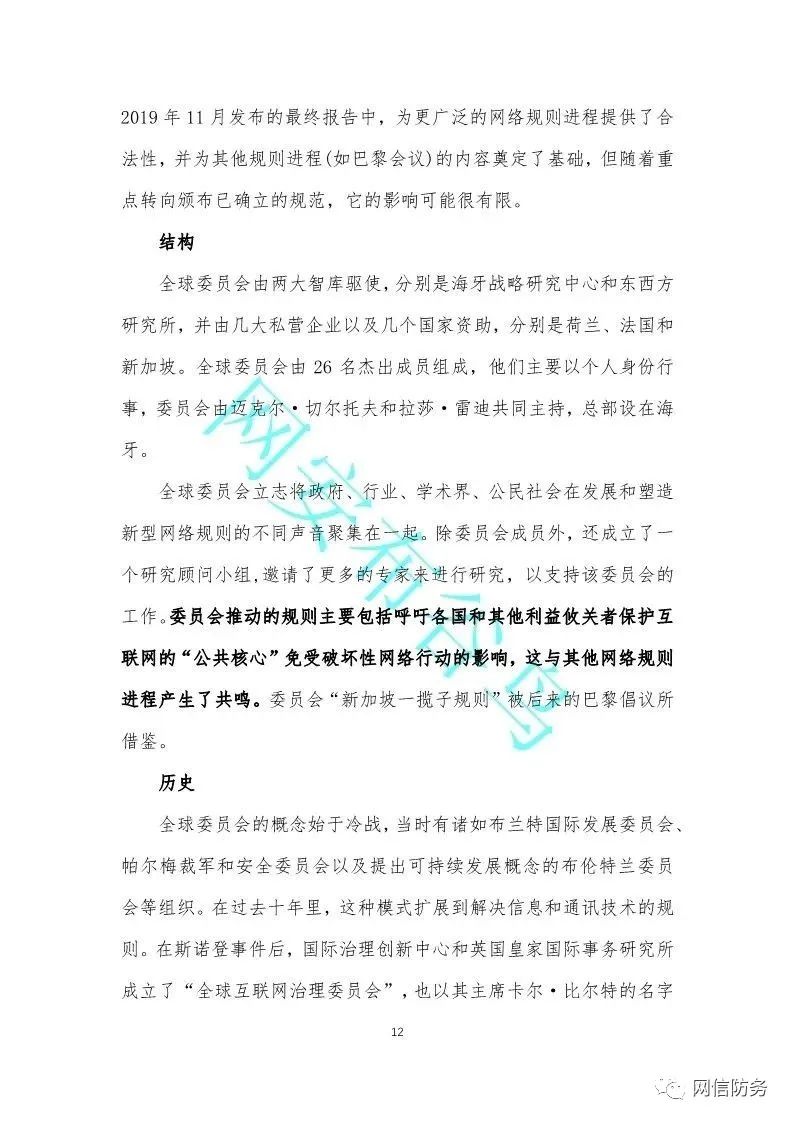 2019 年 11 月发布的最终报告中，为更广泛的网络规则进程提供了合
法性，并为其他规则进程(如巴黎会议)的内容奠定了基础，但随着重
点转向颁布已确立的规范，它的影响可能很有限。
结构
全球委员会由两大智库驱使，分别是海牙战略研究中心和东西方
研究所，并由几大私营企业以及几个国家资助，分别是荷兰、法国和
新加坡。全球委员会由 26 名杰出成员组成，他们主要以个人身份行
事，委员会由迈克尔·切尔托夫和拉莎·雷迪共同主持，总部设在海
牙。
全球委员会立志将政府、行业、学术界、公民社会在发展和塑造
新型网络规则的不同声音聚集在一起。除委员会成员外，还成立了一
个研究顾问小组,邀请了更多的专家来进行研究，以支持该委员会的
工作。委员会推动的规则主要包括呼吁各国和其他利益攸关者保护互
联网的“公共核心”免受破坏性网络行动的影响，这与其他网络规则
进程产生了共鸣。委员会“新加坡一揽子规则”被后来的巴黎倡议所
借鉴。
历史
全球委员会的概念始于冷战，当时有诸如布兰特国际发展委员会、
帕尔梅裁军和安全委员会以及提出可持续发展概念的布伦特兰委员
会等组织。在过去十年里，这种模式扩展到解决信息和通讯技术的规
则。在斯诺登事件后，国际治理创新中心和英国皇家国际事务研究所
成立了“全球互联网治理委员会”,也以其主席卡尔·比尔特的名字
12
网安布谷鸟
网信防务